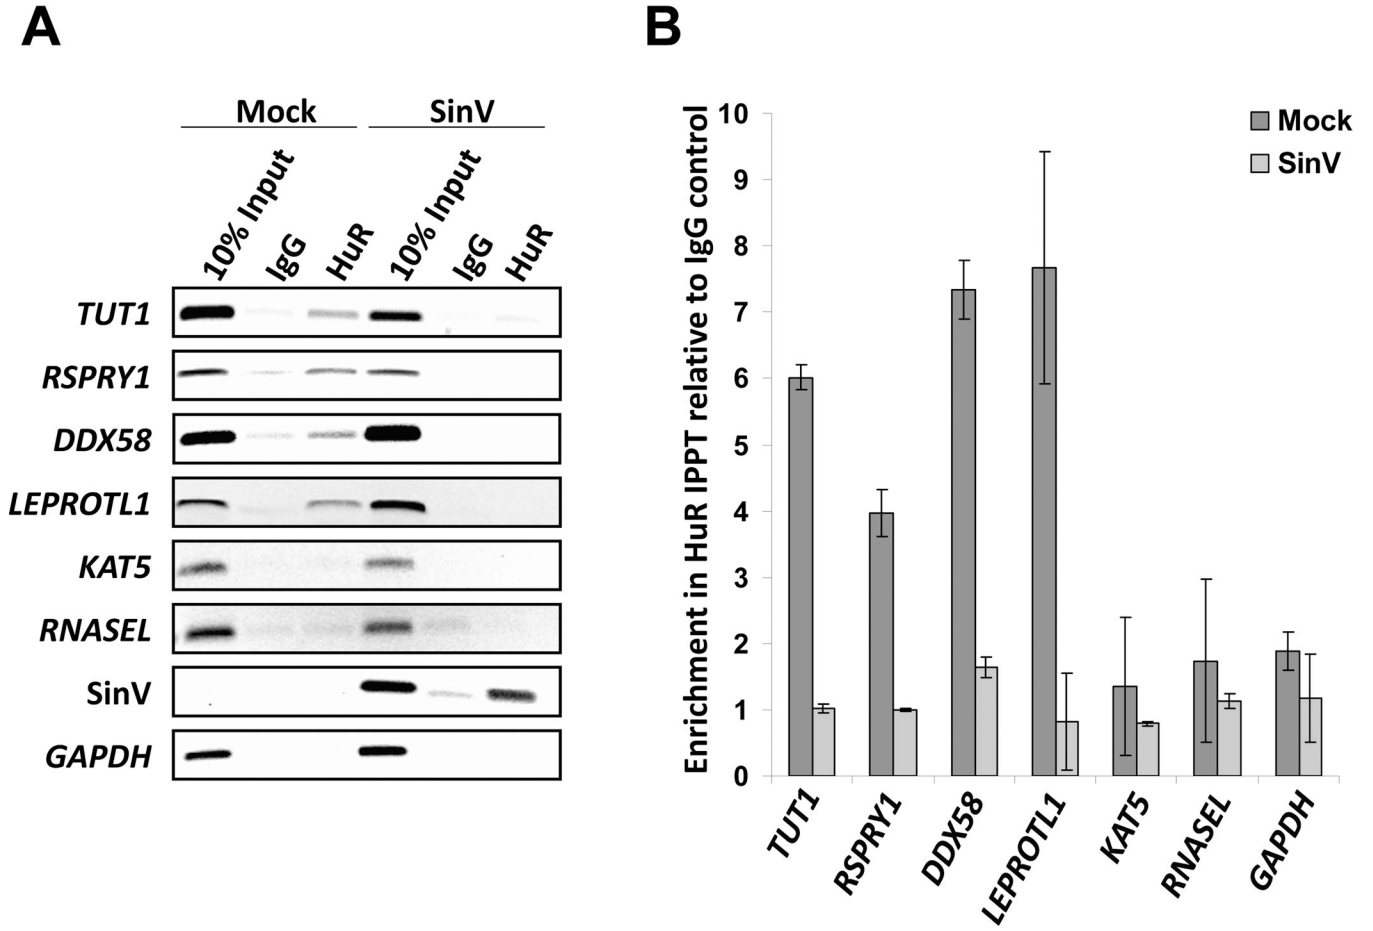 A
Mock SinV
10% Input IgG HuR 10% Input IgG HuR
TUT1
RSPRY1
DDX58
LEPROTL1
KAT5
RNASEL
SinV
GAPDH
B
Enrichment in HuR IPPT relative to IgG control
10
9
8
7
6
5
4
3
2
1
0
Mock
SinV
TUT1 RSPRY1 DDX58 LEPROTL1 KAT5 RNASEL GAPDH